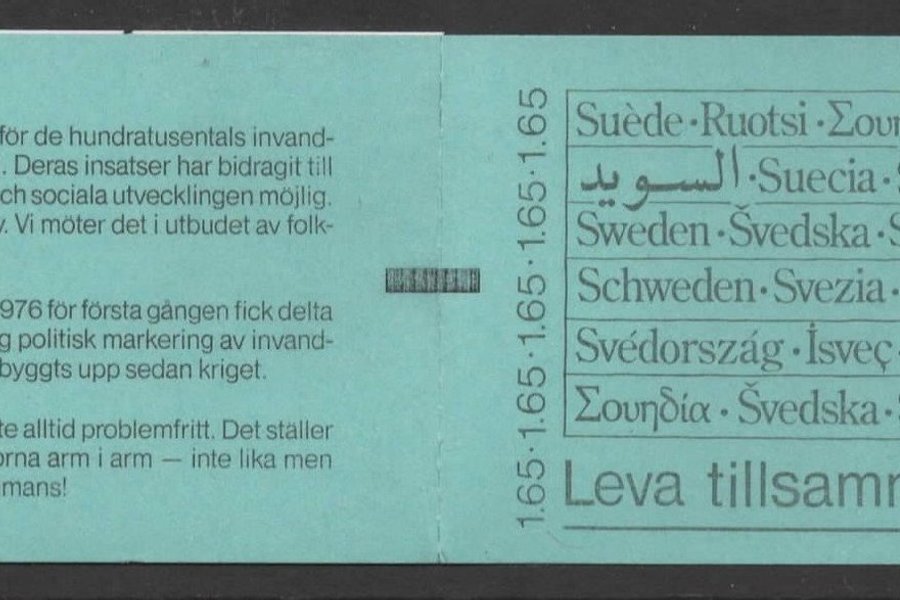 för de hundratusentals invand-
. Deras insatser har bidragit till
ch sociala utvecklingen möjlig.
v. Vi möter det i utbudet av folk-
976 för första gången fick delta
g politisk markering av invand-
byggts upp sedan kriget.
te alltid problemfritt. Det ställer
orna arm i arm — inte lika men
mans!
1.65·1.65·1.65·1.65·1.65
Suède·Ruotsi·Σουη
السويد·Suecia·
Sweden·Švedska·S
Schweden·Svezia·
Svédország·İsveç·
Σουηδία·Švedska·
Leva tillsamm